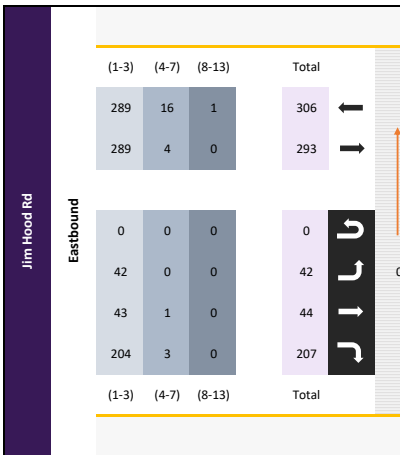 Jim Hood Rd
Eastbound
(1-3) (4-7) (8-13) Total
289 16 1 306
289 4 0 293
0 0 0 0
42 0 0 42
43 1 0 44
204 3 0 207
(1-3) (4-7) (8-13) Total